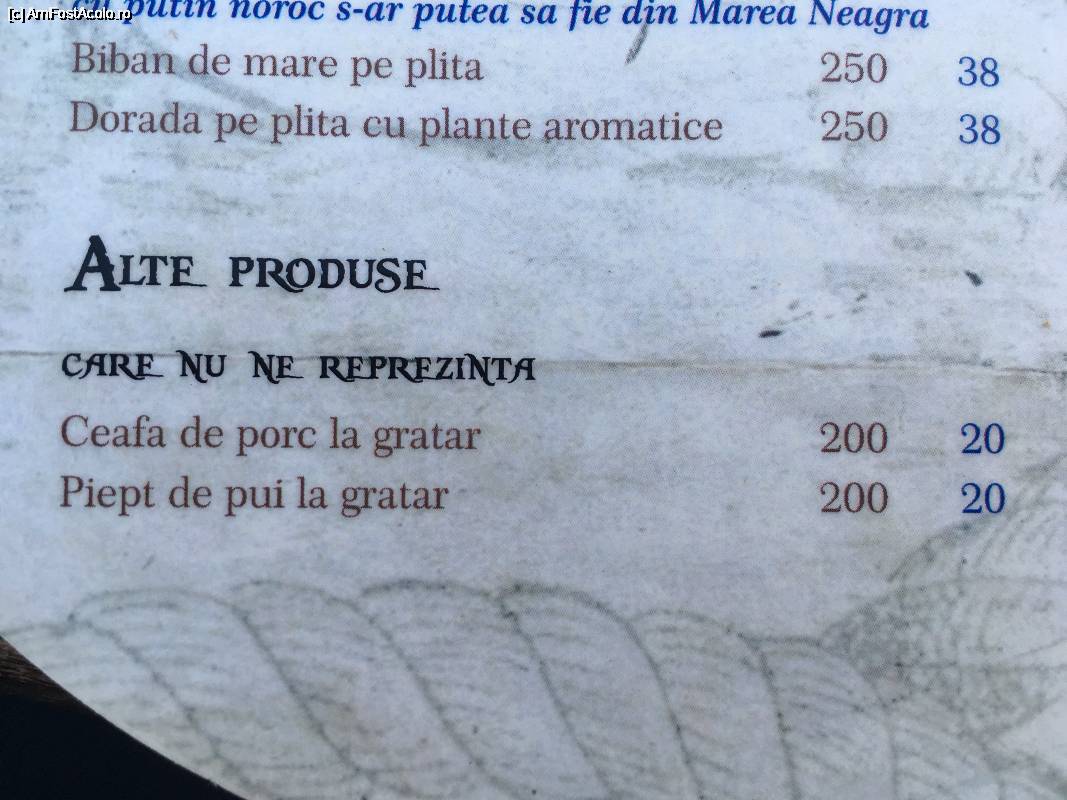 [c] AmFostAcolo.ro
cu putin noroc s-ar putea sa fie din Marea Neagra
Biban de mare pe plita 250 38
Dorada pe plita cu plante aromatice 250 38
ALTE PRODUSE
CARE NU NE REPREZINTA
Ceafa de porc la gratar 200 20
Piept de pui la gratar 200 20